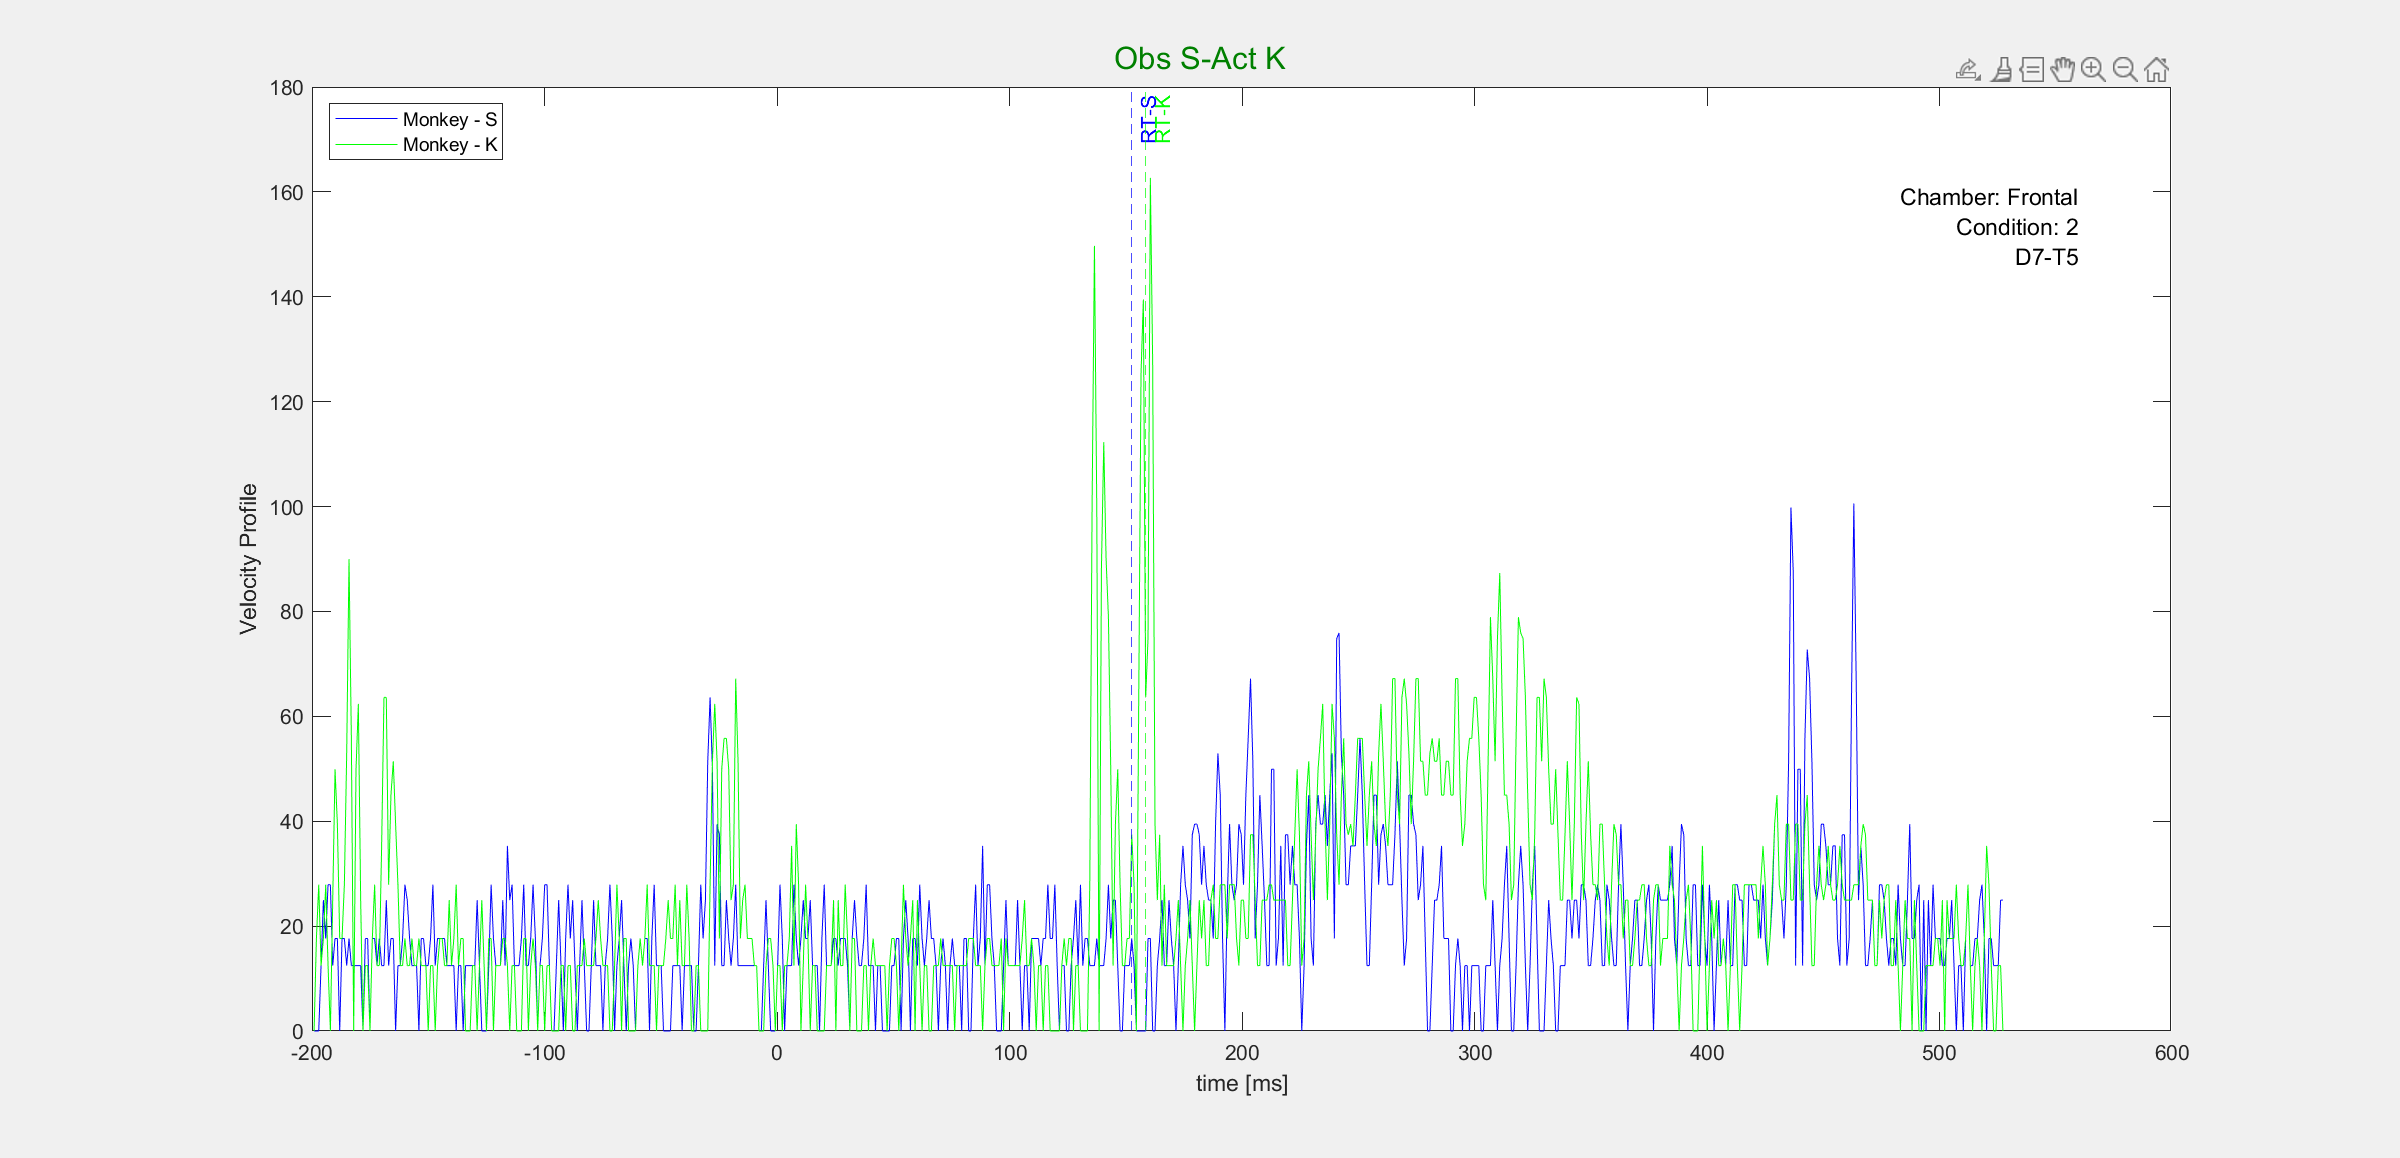 Obs S-Act K
180
160
140
120
100
80
60
40
20
0
Velocity Profile
Monkey - S
Monkey - K
RT-S
RT-K
Chamber: Frontal
Condition: 2
D7-T5
-200 -100 0 100 200 300 400 500 600
time [ms]